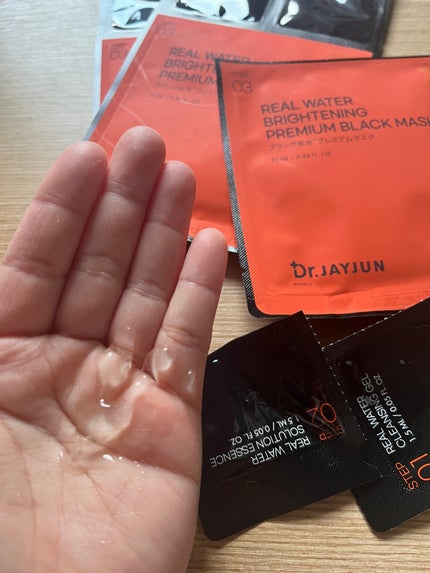 03
REAL WATER
BRIGHTENING
PREMIUM
STEP
03
REAL WATER
BRIGHTENING
PREMIUM BLACK MASK
ブラック水光プレミアムマスク
Dr.JAYJUN
STEP
02
REAL WATER
SOLUTION ESSENCE
1.5 ML / 0.05 FL. OZ
STEP
01
REAL WATER
CLEANSING GEL
1.5 ML / 0.05 FL. OZ
03